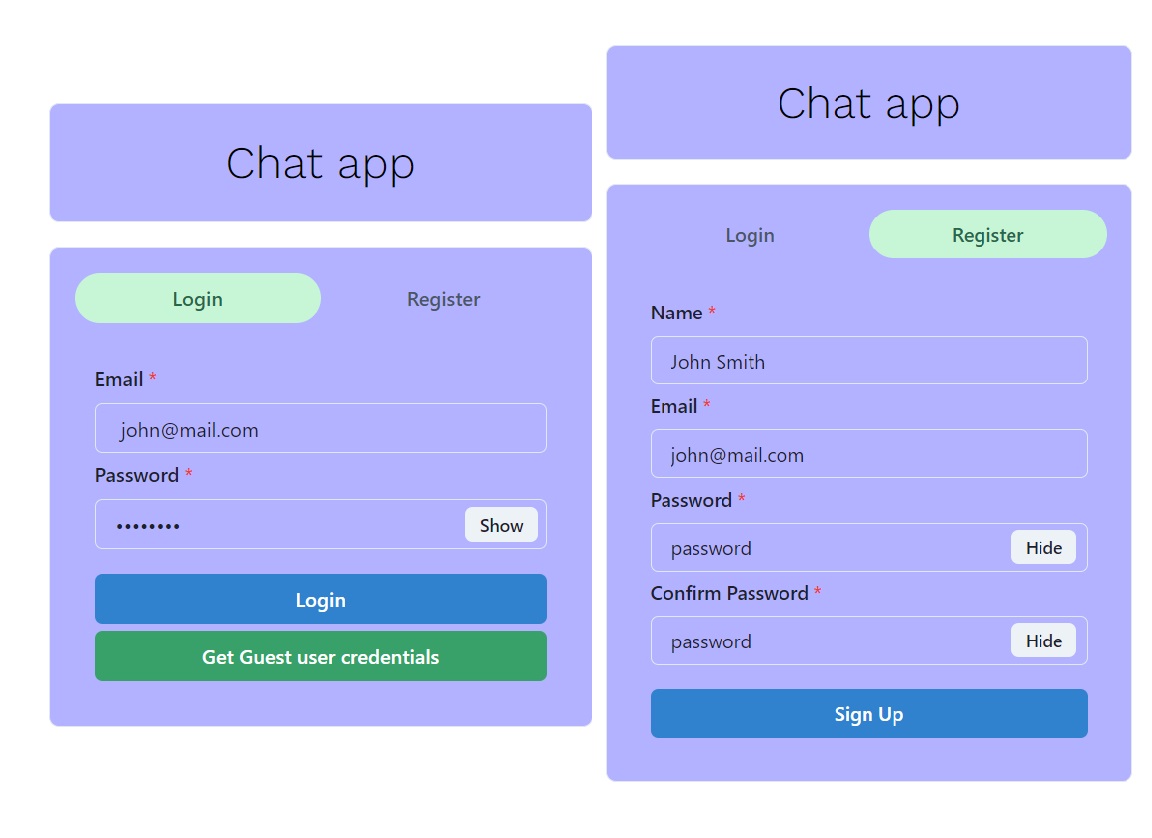 Chat app
Login Register
Email *
john@mail.com
Password *
•••••••• Show
Login
Get Guest user credentials
Chat app
Login Register
Name *
John Smith
Email *
john@mail.com
Password *
password Hide
Confirm Password *
password Hide
Sign Up